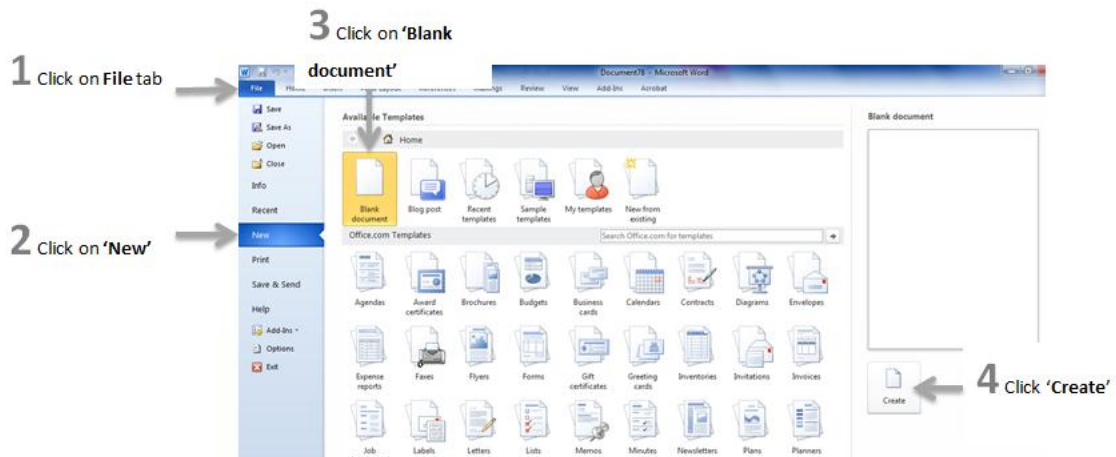 3 Click on ‘Blank
document’
1 Click on File tab
Document78 - Microsoft Word
File Home Review View Add-Ins Acrobat
Save
Save As
Open
Close
Info
Recent
New
Print
Save & Send
Help
Add-Ins
Options
Exit
2 Click on ‘New’
Available Templates
Home
Blank document
Blog post
Recent templates
Sample templates
My templates
New from existing
Office.com Templates
Search Office.com for templates
Agendas
Award certificates
Brochures
Budgets
Business cards
Calendars
Contracts
Diagrams
Envelopes
Expense reports
Faxes
Flyers
Forms
Gift certificates
Greeting cards
Inventories
Invitations
Invoices
Job
Labels
Letters
Lists
Memos
Minutes
Newsletters
Plans
Planners
Blank document
Create
4 Click ‘Create’